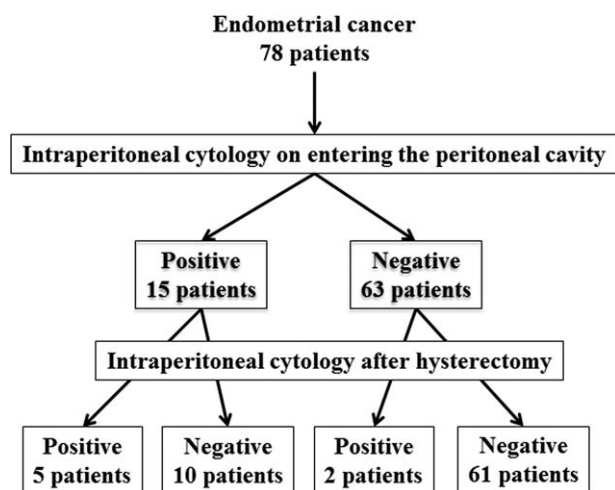 Endometrial cancer
78 patients
Intraperitoneal cytology on entering the peritoneal cavity
Positive
15 patients
Negative
63 patients
Intraperitoneal cytology after hysterectomy
Positive
5 patients
Negative
10 patients
Positive
2 patients
Negative
61 patients